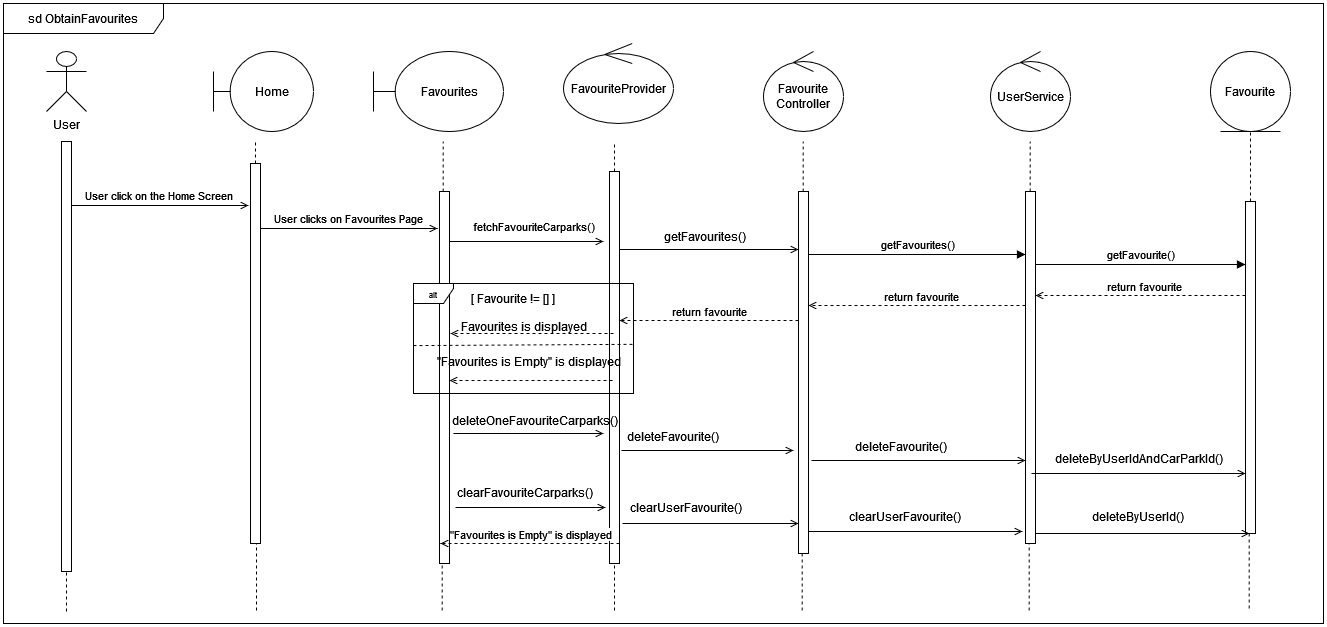 sd ObtainFavourites
User
Home
Favourites
FavouriteProvider
Favourite
Controller
UserService
Favourite
User click on the Home Screen
User clicks on Favourites Page
fetchFavouriteCarparks()
getFavourites()
getFavourites()
getFavourite()
return favourite
return favourite
return favourite
alt
[ Favourite != [] ]
Favourites is displayed
"Favourites is Empty" is displayed
deleteOneFavouriteCarparks()
deleteFavourite()
deleteFavourite()
deleteByUserIdAndCarParkId()
clearFavouriteCarparks()
clearUserFavourite()
clearUserFavourite()
deleteByUserId()
"Favourites is Empty" is displayed